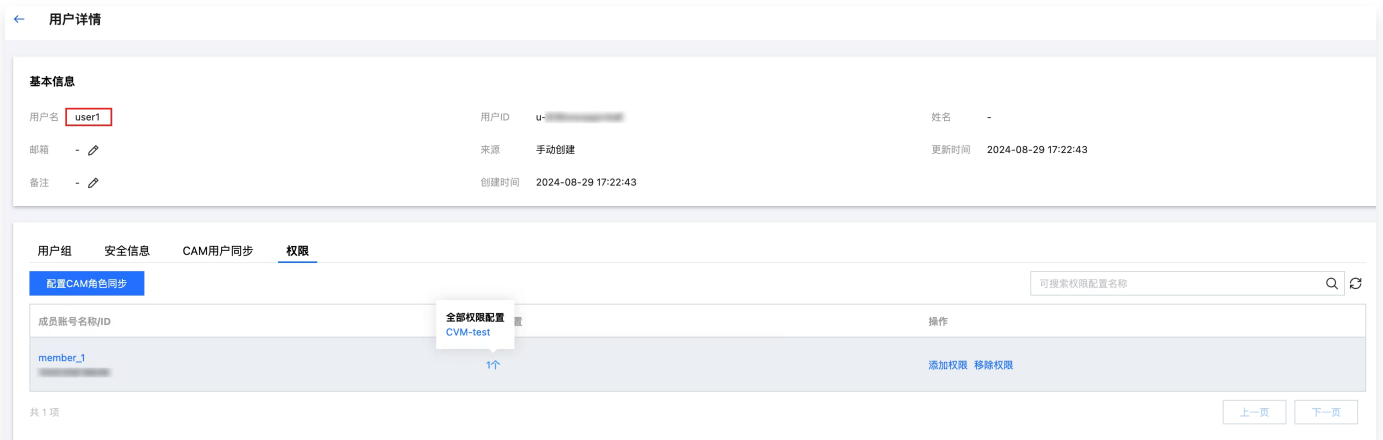 ← 用户详情
基本信息
用户名 user1 用户ID u- 姓名 -
邮箱 - 来源 手动创建 更新时间 2024-08-29 17:22:43
备注 - 创建时间 2024-08-29 17:22:43
用户组 安全信息 CAM用户同步 权限
配置CAM角色同步 可搜索权限配置名称
全部权限配置
成员账号名称/ID 置 操作
CVM-test
member_1
1个 添加权限 移除权限
共 1 项 上一页 下一页